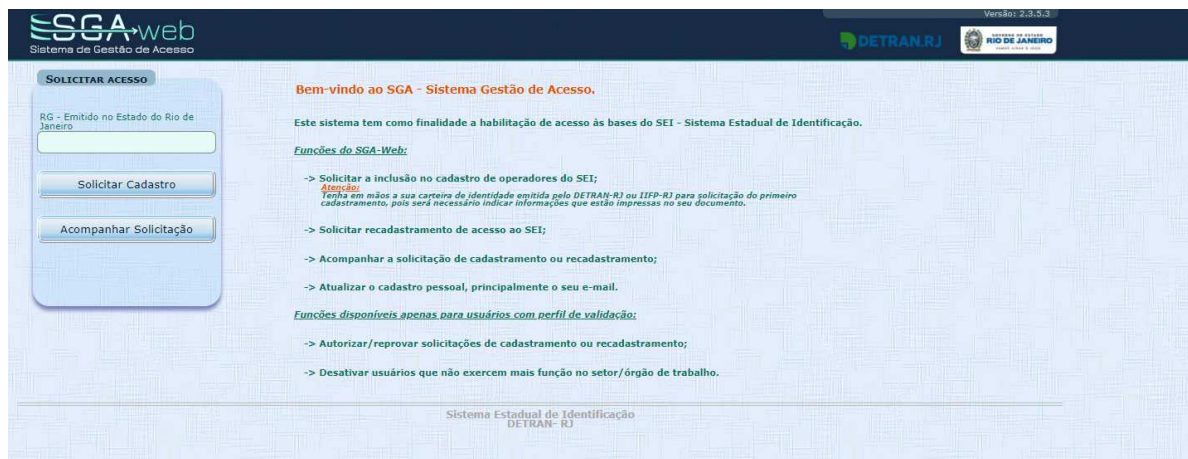 SGA web
Sistema de Gestão de Acesso
Versão: 2.3.5.3
DETRAN.RJ
GOVERNO DO ESTADO
RIO DE JANEIRO
SOLICITAR ACESSO
RG - Emitido no Estado do Rio de
Janeiro
Solicitar Cadastro
Acompanhar Solicitação
Bem-vindo ao SGA - Sistema Gestão de Acesso.
Este sistema tem como finalidade a habilitação de acesso às bases do SEI - Sistema Estadual de Identificação.
Funções do SGA-Web:
-> Solicitar a inclusão no cadastro de operadores do SEI;
Atenção:
Tenha em mãos a sua carteira de identidade emitida pelo DETRAN-RJ ou IIFP-RJ para solicitação do primeiro
cadastramento, pois será necessário indicar informações que estão impressas no seu documento.
-> Solicitar recadastramento de acesso ao SEI;
-> Acompanhar a solicitação de cadastramento ou recadastramento;
-> Atualizar o cadastro pessoal, principalmente o seu e-mail.
Funções disponíveis apenas para usuários com perfil de validação:
-> Autorizar/reprovar solicitações de cadastramento ou recadastramento;
-> Desativar usuários que não exercem mais função no setor/órgão de trabalho.
Sistema Estadual de Identificação
DETRAN- RJ